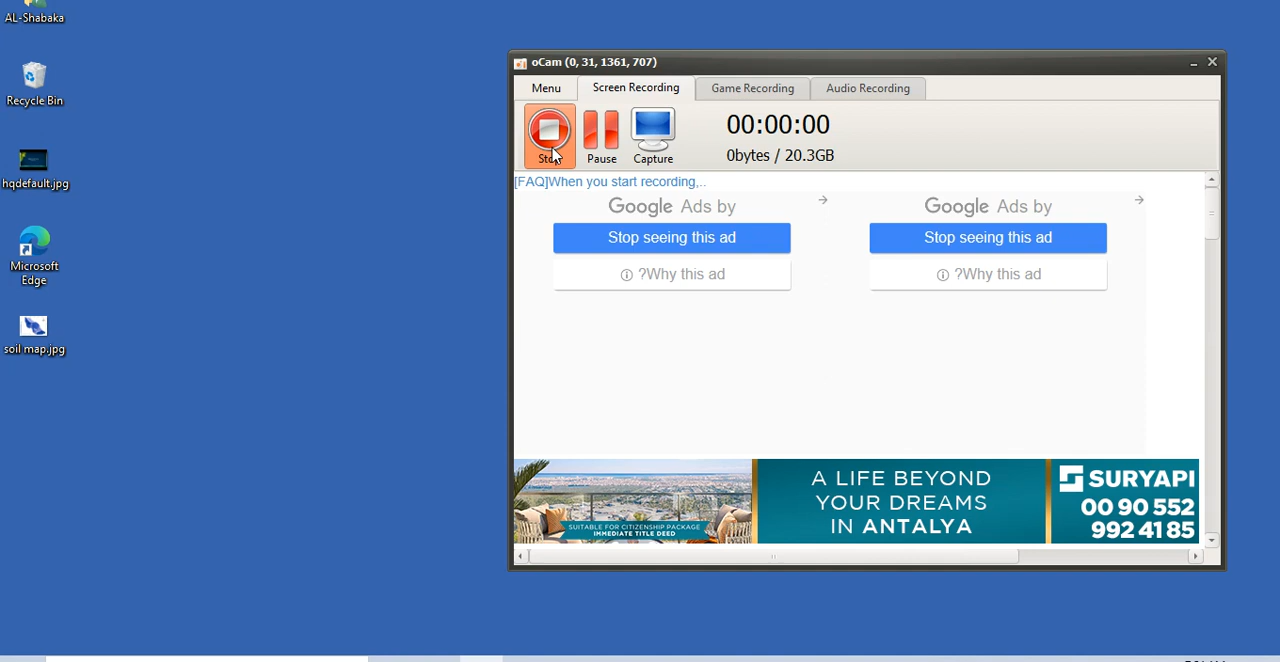 AL-Shabaka
Recycle Bin
hqdefault.jpg
Microsoft
Edge
soil map.jpg
oCam (0, 31, 1361, 707)
Menu
Screen Recording
Game Recording
Audio Recording
Stop
Pause
Capture
00:00:00
0bytes / 20.3GB
[FAQ]When you start recording,..
Google Ads by
Stop seeing this ad
?Why this ad
Google Ads by
Stop seeing this ad
?Why this ad
SUITABLE FOR CITIZENSHIP PACKAGE
IMMEDIATE TITLE DEED
A LIFE BEYOND
YOUR DREAMS
IN ANTALYA
SURYAPI
00 90 552
992 41 85